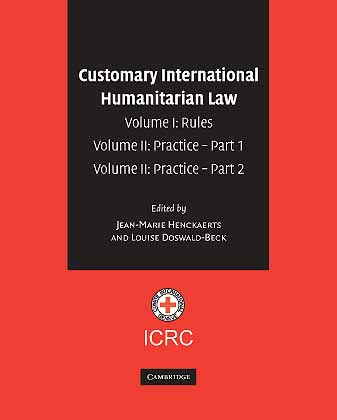 Customary International
Humanitarian Law
Volume I: Rules
Volume II: Practice – Part 1
Volume II: Practice – Part 2
Edited by
Jean-Marie Henckaerts
and Louise Doswald-Beck
ICRC
Cambridge